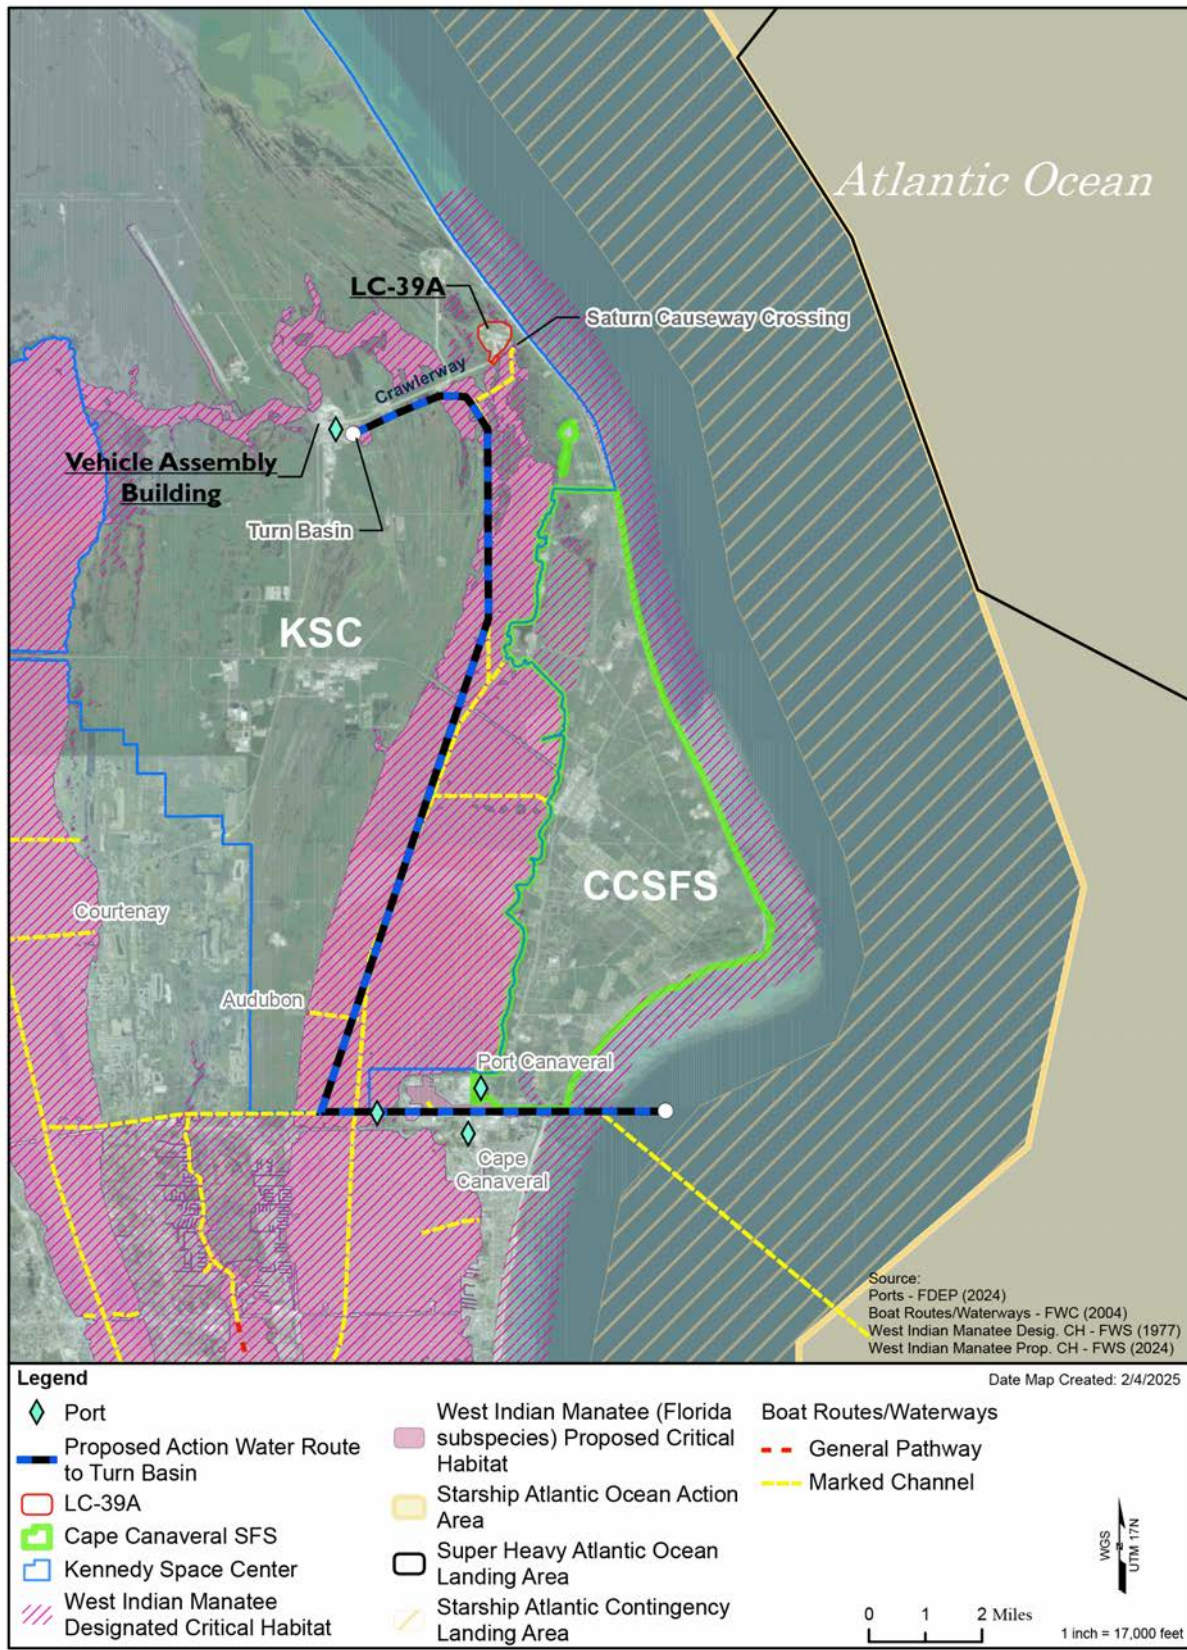 Atlantic Ocean
LC-39A
Saturn Causeway Crossing
Crawlerway
Vehicle Assembly
Building
Turn Basin
KSC
CCSFS
Courtenay
Audubon
Port Canaveral
Cape
Canaveral
Source:
Ports - FDEP (2024)
Boat Routes/Waterways - FWC (2004)
West Indian Manatee Desig. CH - FWS (1977)
West Indian Manatee Prop. CH - FWS (2024)
Legend
Date Map Created: 2/4/2025
Port
Proposed Action Water Route
to Turn Basin
LC-39A
Cape Canaveral SFS
Kennedy Space Center
West Indian Manatee
Designated Critical Habitat
West Indian Manatee (Florida
subspecies) Proposed Critical
Habitat
Starship Atlantic Ocean Action
Area
Super Heavy Atlantic Ocean
Landing Area
Starship Atlantic Contingency
Landing Area
Boat Routes/Waterways
General Pathway
Marked Channel
WGS
N
UTM 17N
0 1 2 Miles
1 inch = 17,000 feet